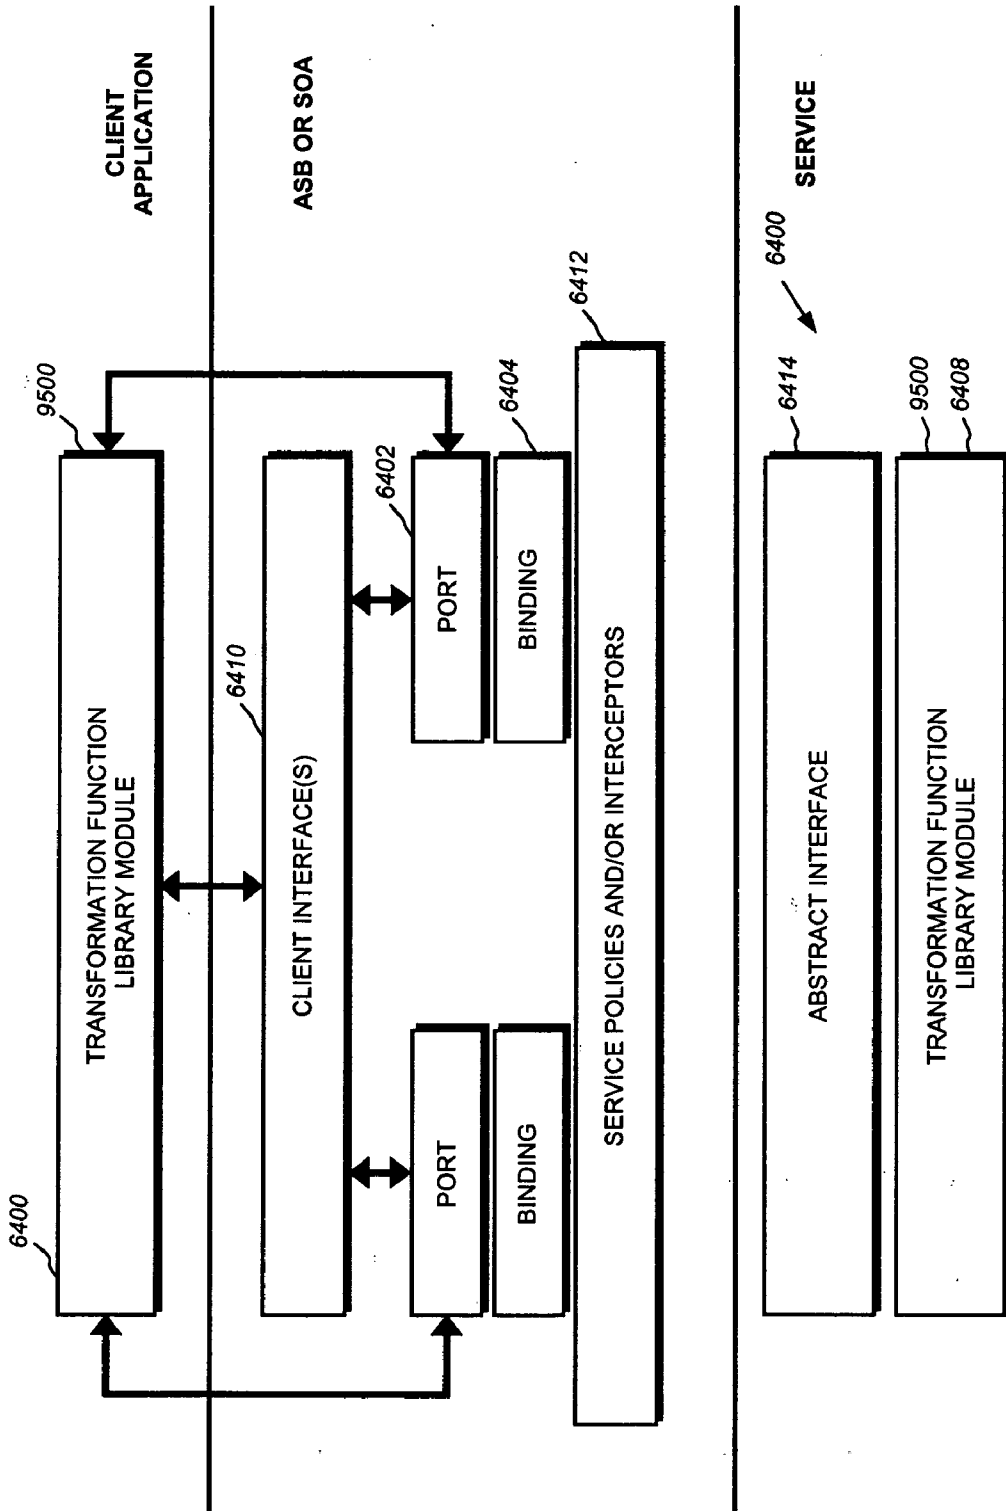 CLIENT
APPLICATION
9500
6400
TRANSFORMATION FUNCTION
LIBRARY MODULE
ASB OR SOA
6410
CLIENT INTERFACE(S)
6402
PORT
PORT
6404
BINDING
BINDING
6412
SERVICE POLICIES AND/OR INTERCEPTORS
SERVICE
6400
6414
ABSTRACT INTERFACE
9500
6408
TRANSFORMATION FUNCTION
LIBRARY MODULE